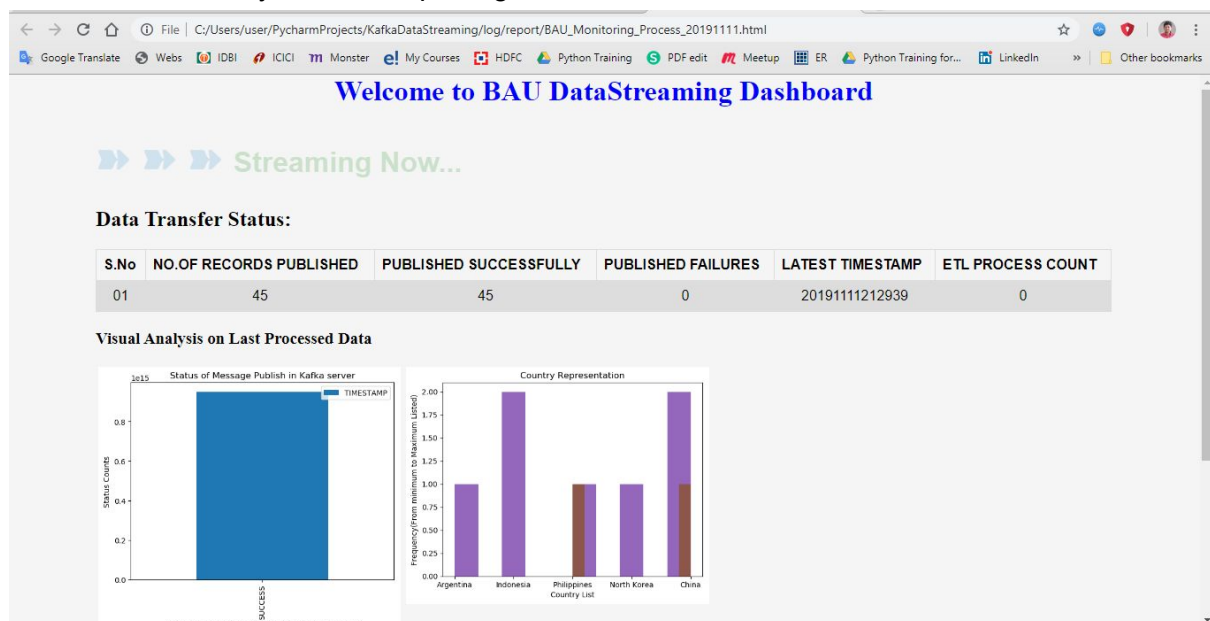 File | C:/Users/user/PycharmProjects/KafkaDataStreaming/log/report/BAU_Monitoring_Process_20191111.html
Google Translate Webs IDBI ICICI Monster My Courses HDFC Python Training PDF edit Meetup ER Python Training for... LinkedIn » Other bookmarks
Welcome to BAU DataStreaming Dashboard
Streaming Now...
Data Transfer Status:
S.No NO.OF RECORDS PUBLISHED PUBLISHED SUCCESSFULLY PUBLISHED FAILURES LATEST TIMESTAMP ETL PROCESS COUNT
01 45 45 0 20191111212939 0
Visual Analysis on Last Processed Data
1e15 Status of Message Publish in Kafka server
TIMESTAMP
Status Counts
0.8
0.6
0.4
0.2
0.0
SUCCESS
Country Representation
Frequency(From minimum to Maximum Listed)
2.00
1.75
1.50
1.25
1.00
0.75
0.50
0.25
0.00
Argentina Indonesia Philippines North Korea China
Country List